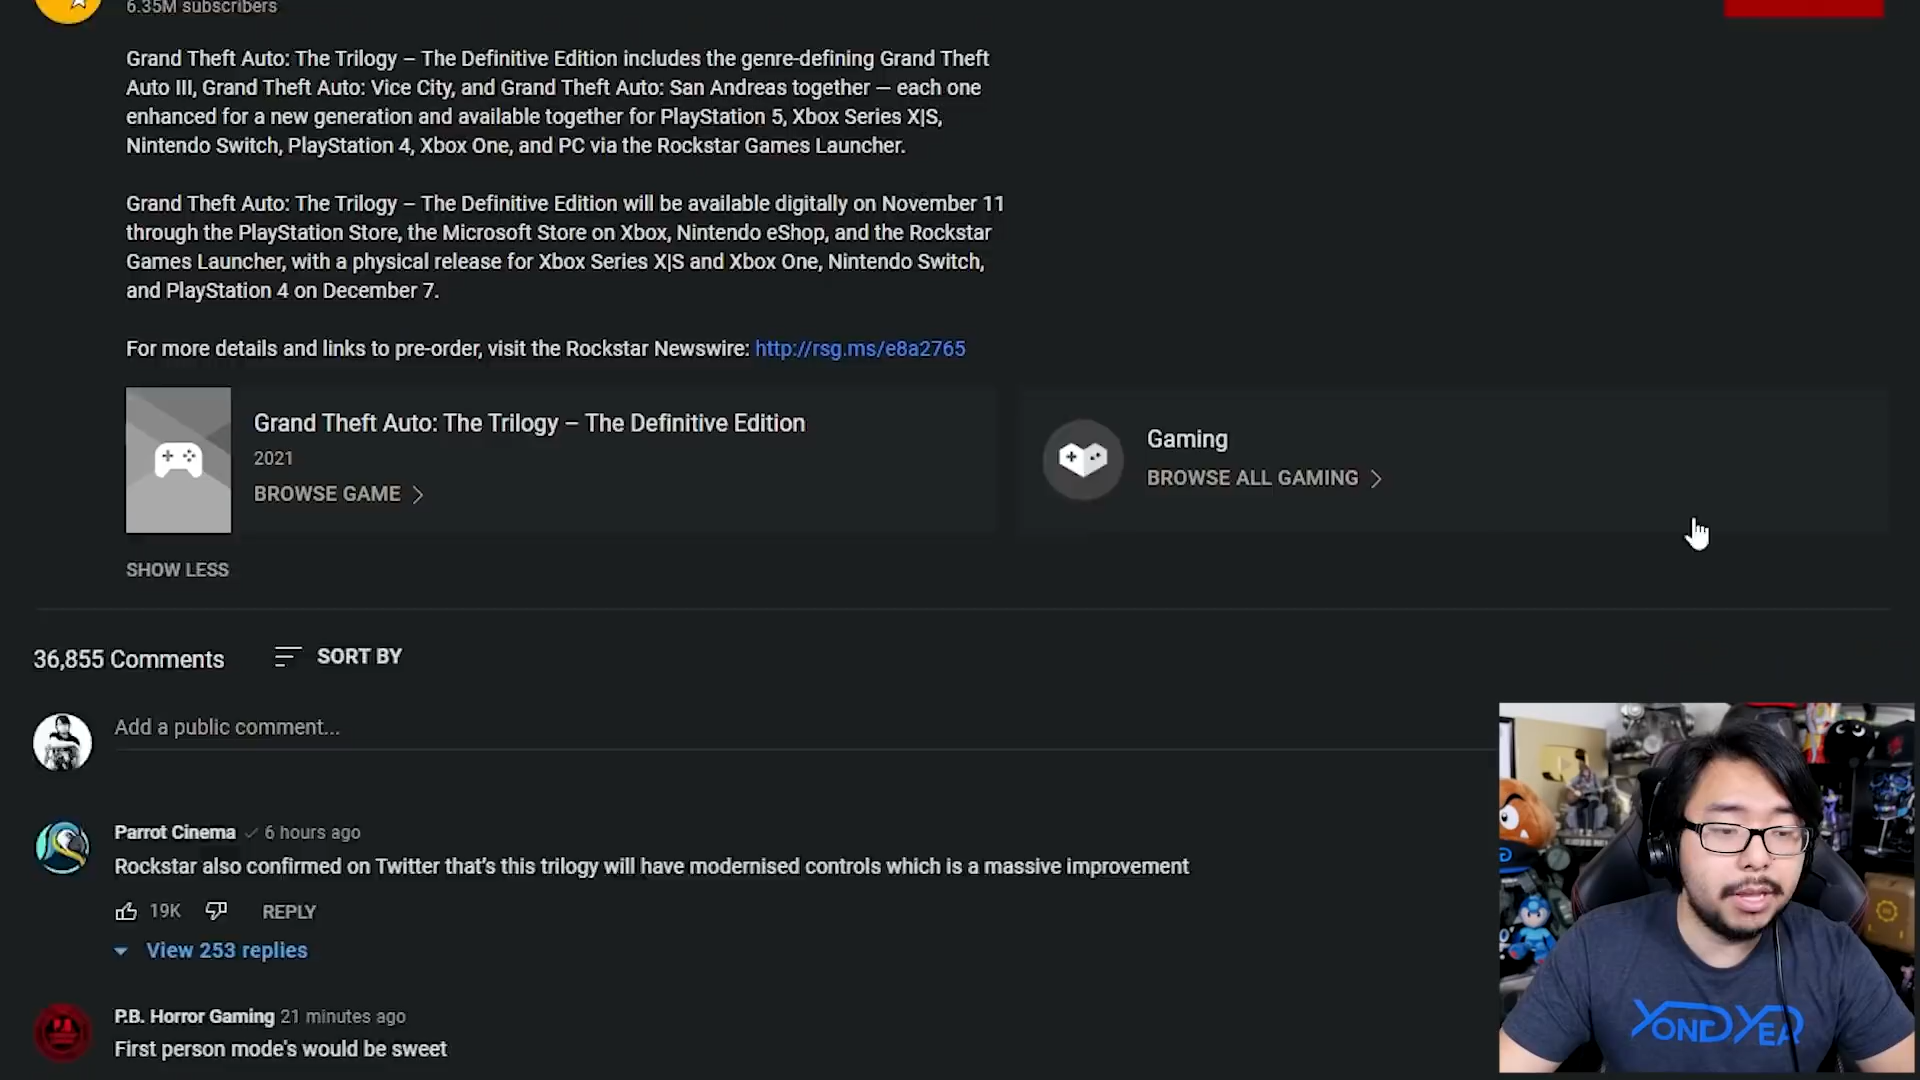 6.35M subscribers
Grand Theft Auto: The Trilogy – The Definitive Edition includes the genre-defining Grand Theft
Auto III, Grand Theft Auto: Vice City, and Grand Theft Auto: San Andreas together — each one
enhanced for a new generation and available together for PlayStation 5, Xbox Series X|S,
Nintendo Switch, PlayStation 4, Xbox One, and PC via the Rockstar Games Launcher.
Grand Theft Auto: The Trilogy – The Definitive Edition will be available digitally on November 11
through the PlayStation Store, the Microsoft Store on Xbox, Nintendo eShop, and the Rockstar
Games Launcher, with a physical release for Xbox Series X|S and Xbox One, Nintendo Switch,
and PlayStation 4 on December 7.
For more details and links to pre-order, visit the Rockstar Newswire: http://rsg.ms/e8a2765
Grand Theft Auto: The Trilogy – The Definitive Edition
2021
BROWSE GAME
Gaming
BROWSE ALL GAMING
SHOW LESS
36,855 Comments
SORT BY
Add a public comment...
Parrot Cinema 6 hours ago
Rockstar also confirmed on Twitter that's this trilogy will have modernised controls which is a massive improvement
19K
REPLY
View 253 replies
P.B. Horror Gaming 21 minutes ago
First person mode's would be sweet
YONGYEA